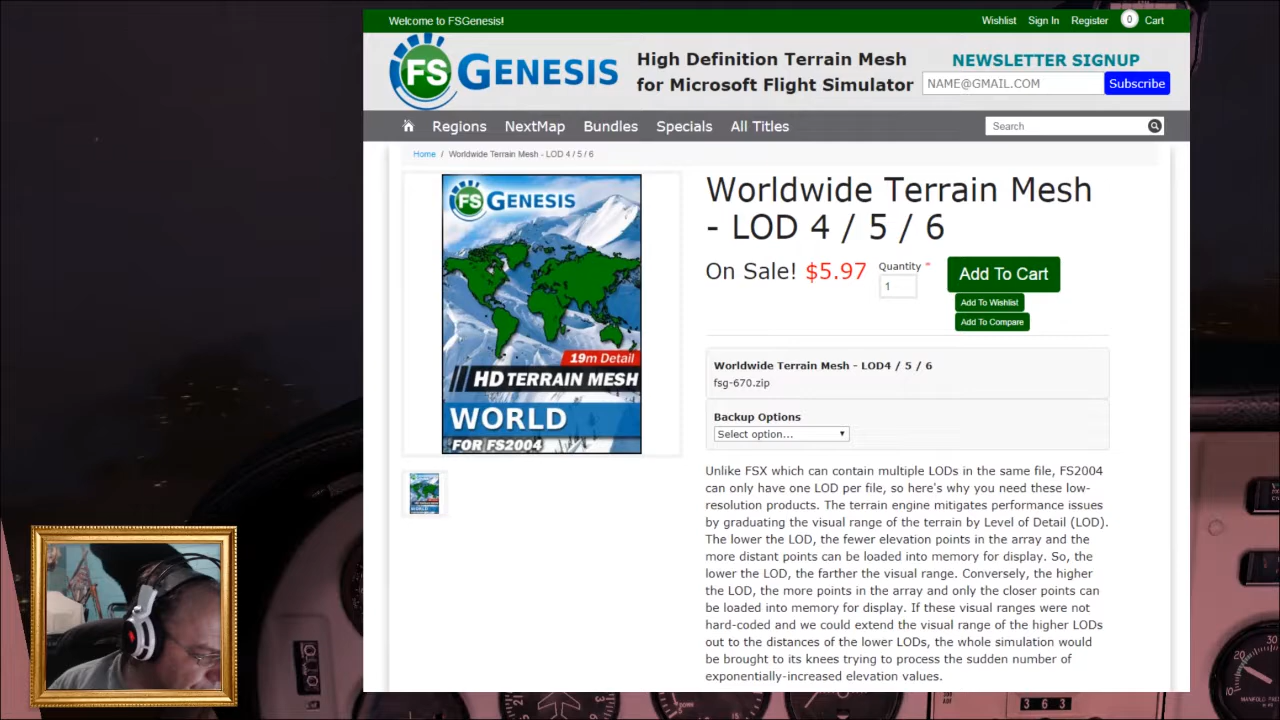 Welcome to FSGenesis!
Wishlist Sign In Register 0 Cart
FS GENESIS
High Definition Terrain Mesh
for Microsoft Flight Simulator
NEWSLETTER SIGNUP
NAME@GMAIL.COM Subscribe
Regions NextMap Bundles Specials All Titles
Search
Home / Worldwide Terrain Mesh - LOD 4 / 5 / 6
FS GENESIS
19m Detail
HD TERRAIN MESH
WORLD
FOR FS2004
Worldwide Terrain Mesh
- LOD 4 / 5 / 6
On Sale! $5.97
Quantity *
1
Add To Cart
Add To Wishlist
Add To Compare
Worldwide Terrain Mesh - LOD4 / 5 / 6
fsg-670.zip
Backup Options
Select option...
Unlike FSX which can contain multiple LODs in the same file, FS2004
can only have one LOD per file, so here's why you need these low-
resolution products. The terrain engine mitigates performance issues
by graduating the visual range of the terrain by Level of Detail (LOD).
The lower the LOD, the fewer elevation points in the array and the
more distant points can be loaded into memory for display. So, the
lower the LOD, the farther the visual range. Conversely, the higher
the LOD, the more points in the array and only the closer points can
be loaded into memory for display. If these visual ranges were not
hard-coded and we could extend the visual range of the higher LODs
out to the distances of the lower LODs, the whole simulation would
be brought to its knees trying to process the sudden number of
exponentially-increased elevation values.
30
20
10
MANIFOLD
363